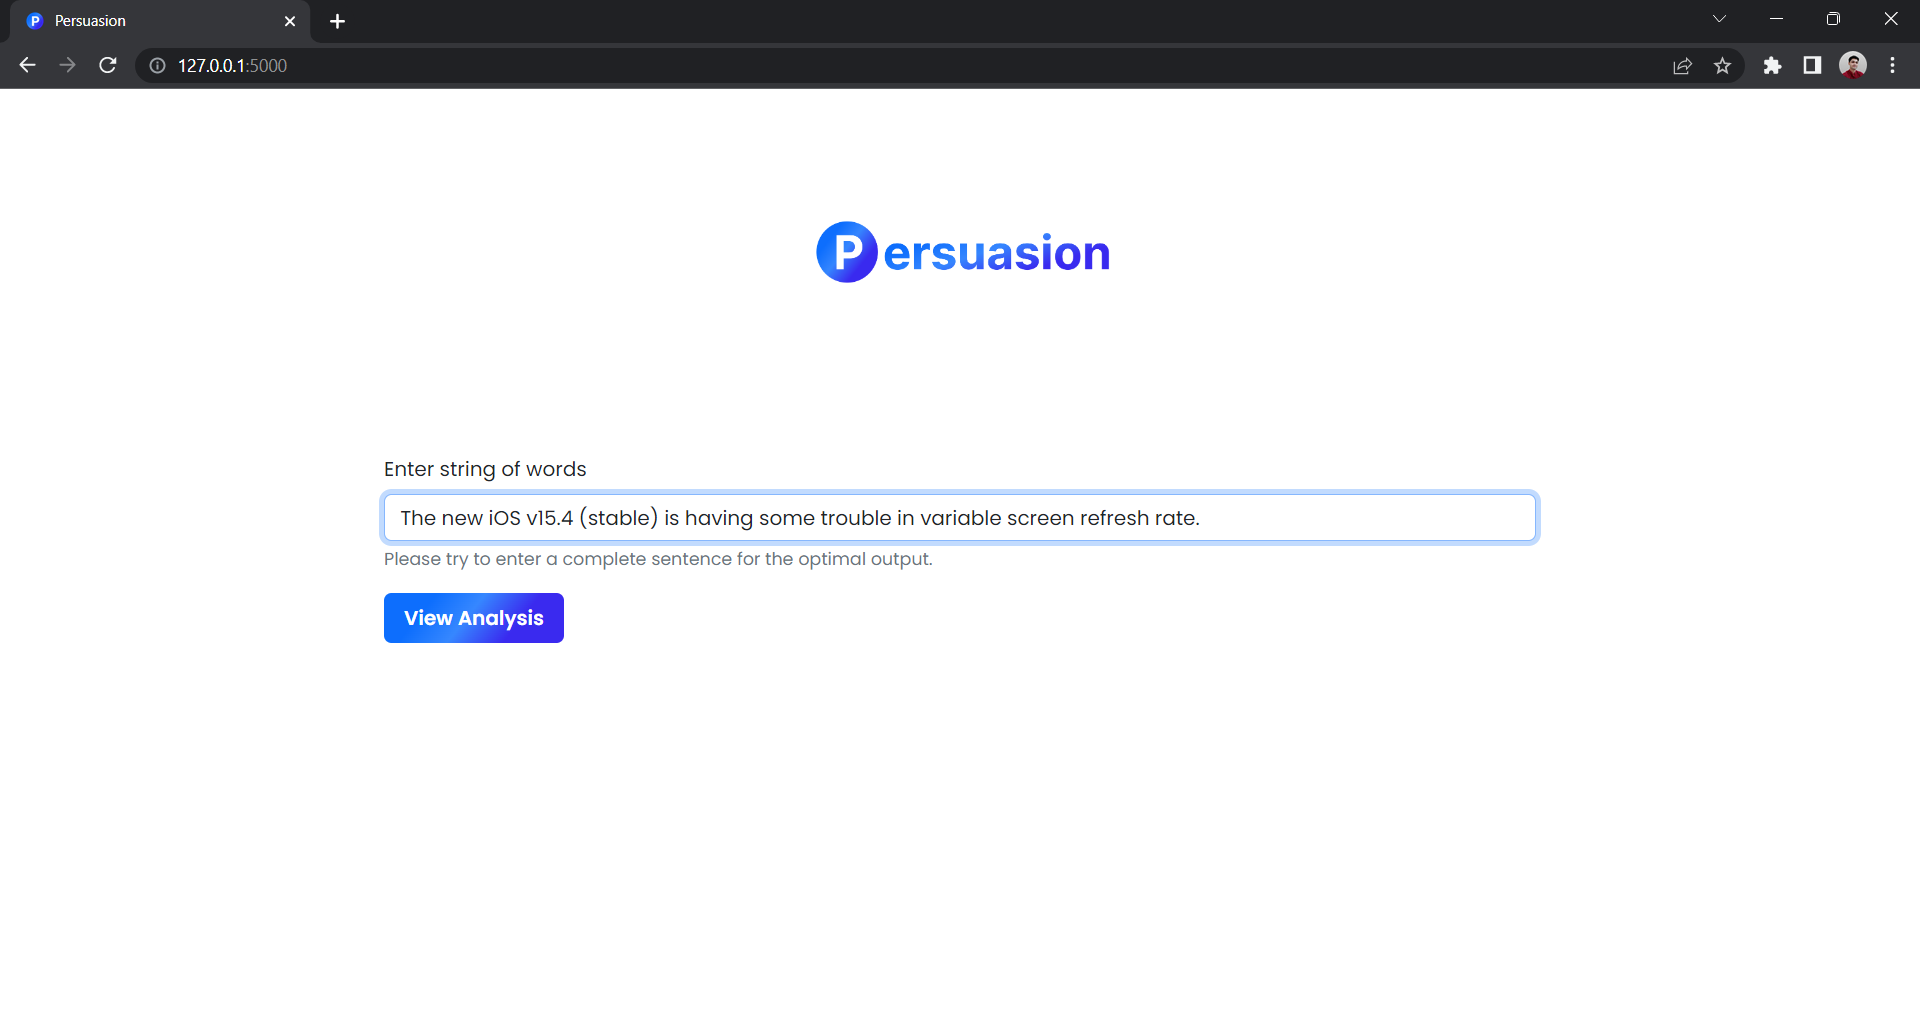 P Persuasion
127.0.0.1:5000
Persuasion
Enter string of words
The new iOS v15.4 (stable) is having some trouble in variable screen refresh rate.
Please try to enter a complete sentence for the optimal output.
View Analysis